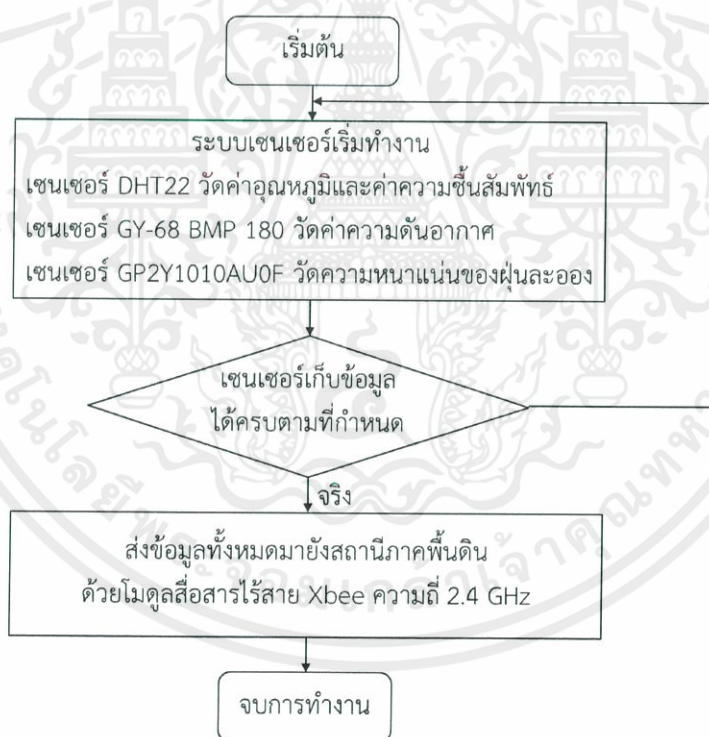 เริ่มต้น
ระบบเซนเซอร์เริ่มทำงาน
เซนเซอร์ DHT22 วัดค่าอุณหภูมิและค่าความชื้นสัมพัทธ์
เซนเซอร์ GY-68 BMP 180 วัดค่าความดันอากาศ
เซนเซอร์ GP2Y1010AU0F วัดความหนาแน่นของฝุ่นละออง
เซนเซอร์เก็บข้อมูล
ได้ครบตามที่กำหนด
จริง
ส่งข้อมูลทั้งหมดมายังสถานีภาคพื้นดิน
ด้วยโมดูลสื่อสารไร้สาย Xbee ความถี่ 2.4 GHz
จบการทำงาน